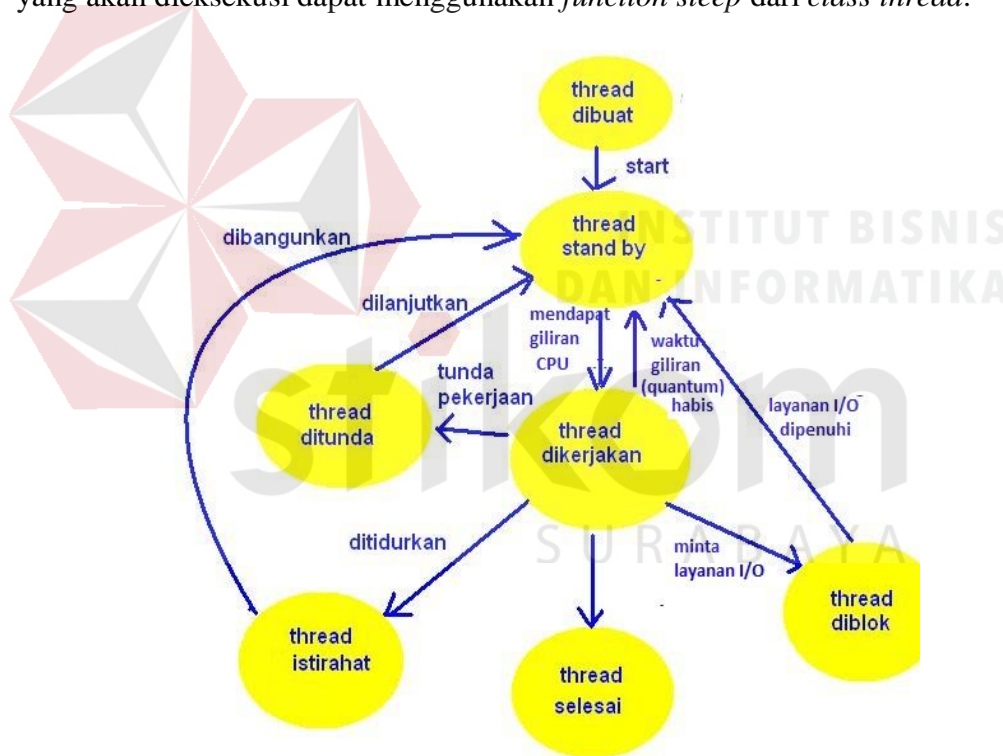 yang akan dieksekusi dapat menggunakan function sleep dari class thread.
thread
dibuat
start
INSTITUT BISNIS
DAN INFORMATIKA
thread
stand by
dibangunkan
dilanjutkan
mendapat
giliran
CPU
waktu
giliran
(quantum)
habis
tunda
pekerjaan
layanan I/O
dipenuhi
thread
ditunda
thread
dikerjakan
stikom
SURABAYA
ditidurkan
minta
layanan I/O
thread
diblok
thread
istirahat
thread
selesai